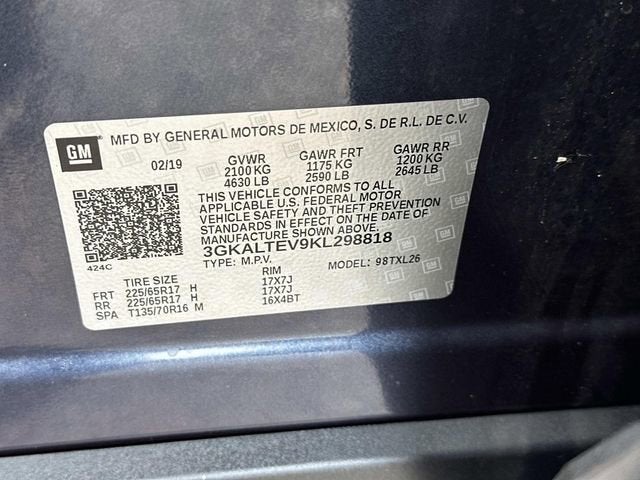 GM
MFD BY GENERAL MOTORS DE MEXICO, S. DE R.L. DE C.V.
02/19 GVWR GAWR FRT GAWR RR
2100 KG 1175 KG 1200 KG
4630 LB 2590 LB 2645 LB
THIS VEHICLE CONFORMS TO ALL
APPLICABLE U.S. FEDERAL MOTOR
VEHICLE SAFETY AND THEFT PREVENTION
STANDARDS IN EFFECT ON THE DATE OF
MANUFACTURE SHOWN ABOVE.
3GKALTEV9KL298818
424C TYPE: M.P.V. MODEL: 98TXL26
TIRE SIZE RIM
FRT 225/65R17 H 17X7J
RR 225/65R17 H 17X7J
SPA T135/70R16 M 16X4BT